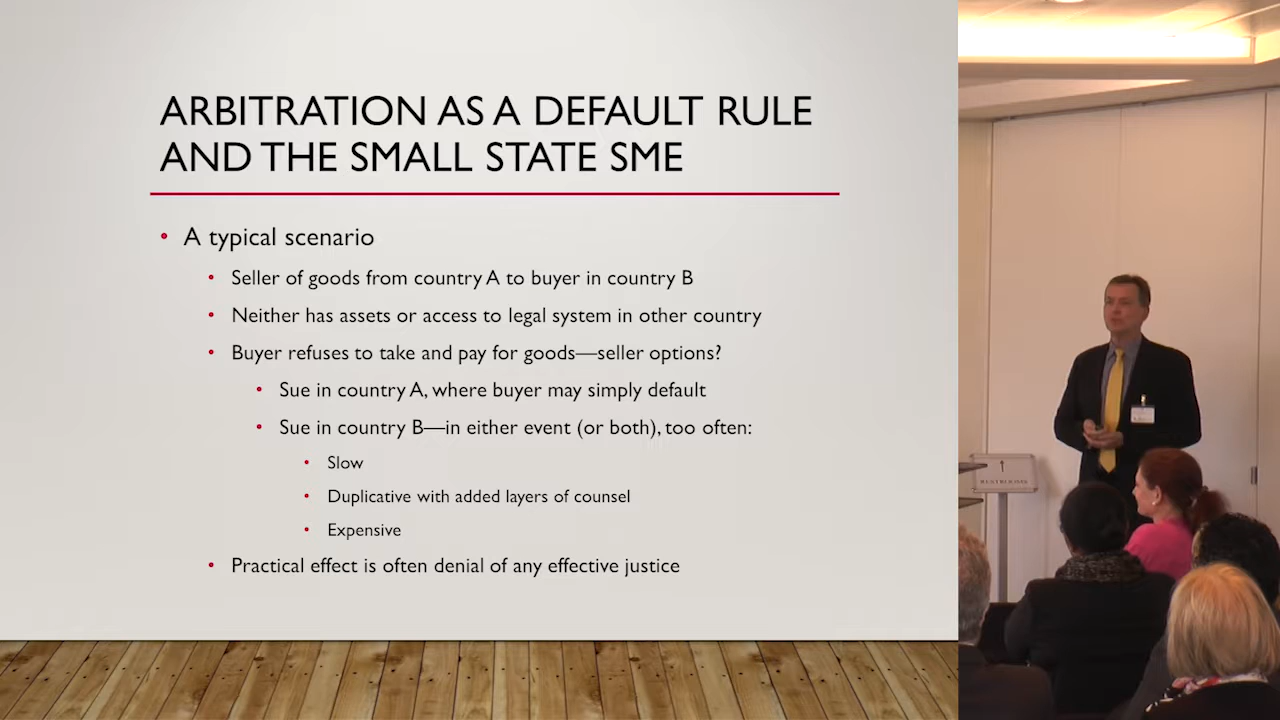 ARBITRATION AS A DEFAULT RULE
AND THE SMALL STATE SME
• A typical scenario
• Seller of goods from country A to buyer in country B
• Neither has assets or access to legal system in other country
• Buyer refuses to take and pay for goods—seller options?
• Sue in country A, where buyer may simply default
• Sue in country B—in either event (or both), too often:
• Slow
• Duplicative with added layers of counsel
• Expensive
• Practical effect is often denial of any effective justice
RESTROOMS